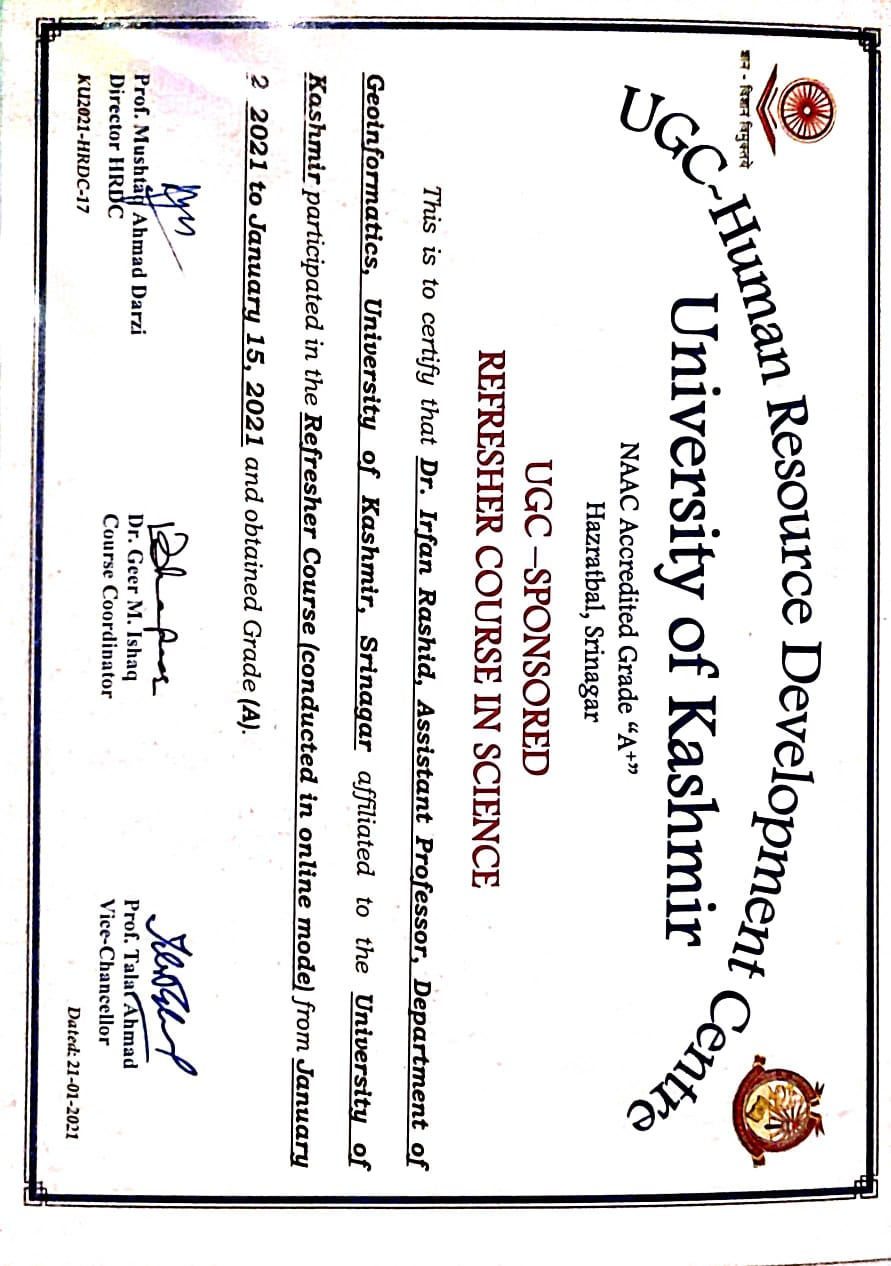 UGC-Human Resource Development Centre
ज्ञान - विज्ञान विमुक्तये
University of Kashmir
NAAC Accredited Grade “A+”
Hazratbal, Srinagar
UGC –SPONSORED
REFRESHER COURSE IN SCIENCE
This is to certify that Dr. Irfan Rashid, Assistant Professor, Department of
Geoinformatics, University of Kashmir, Srinagar affiliated to the University of
Kashmir participated in the Refresher Course (conducted in online mode) from January
2 2021 to January 15, 2021 and obtained Grade (A).
Prof. Mushtaq Ahmad Darzi
Director HRDC
KU2021-HRDC-17
Dr. Geer M. Ishaq
Course Coordinator
Prof. Talat Ahmad
Vice-Chancellor
Dated: 21-01-2021